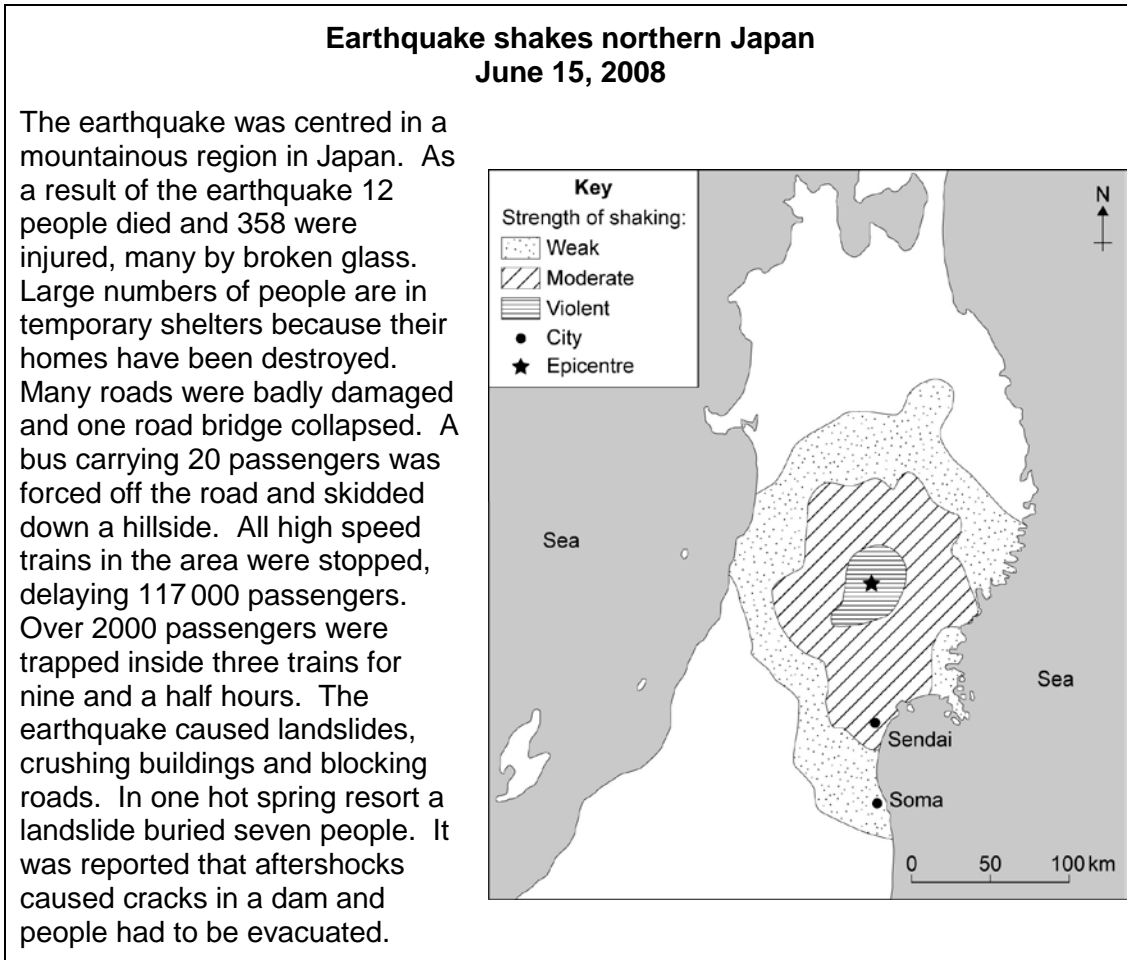 Earthquake shakes northern Japan
June 15, 2008
The earthquake was centred in a
mountainous region in Japan. As
a result of the earthquake 12
people died and 358 were
injured, many by broken glass.
Large numbers of people are in
temporary shelters because their
homes have been destroyed.
Many roads were badly damaged
and one road bridge collapsed. A
bus carrying 20 passengers was
forced off the road and skidded
down a hillside. All high speed
trains in the area were stopped,
delaying 117 000 passengers.
Over 2000 passengers were
trapped inside three trains for
nine and a half hours. The
earthquake caused landslides,
crushing buildings and blocking
roads. In one hot spring resort a
landslide buried seven people. It
was reported that aftershocks
caused cracks in a dam and
people had to be evacuated.
Key
Strength of shaking:
Weak
Moderate
Violent
City
Epicentre
N
Sea
Sea
Sendai
Soma
0 50 100 km